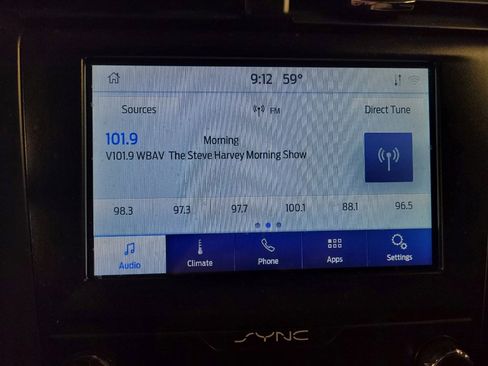 9:12 59°
Sources FM Direct Tune
101.9 Morning
V101.9 WBAV The Steve Harvey Morning Show
98.3 97.3 97.7 100.1 88.1 96.5
Audio Climate Phone Apps Settings
SYNC